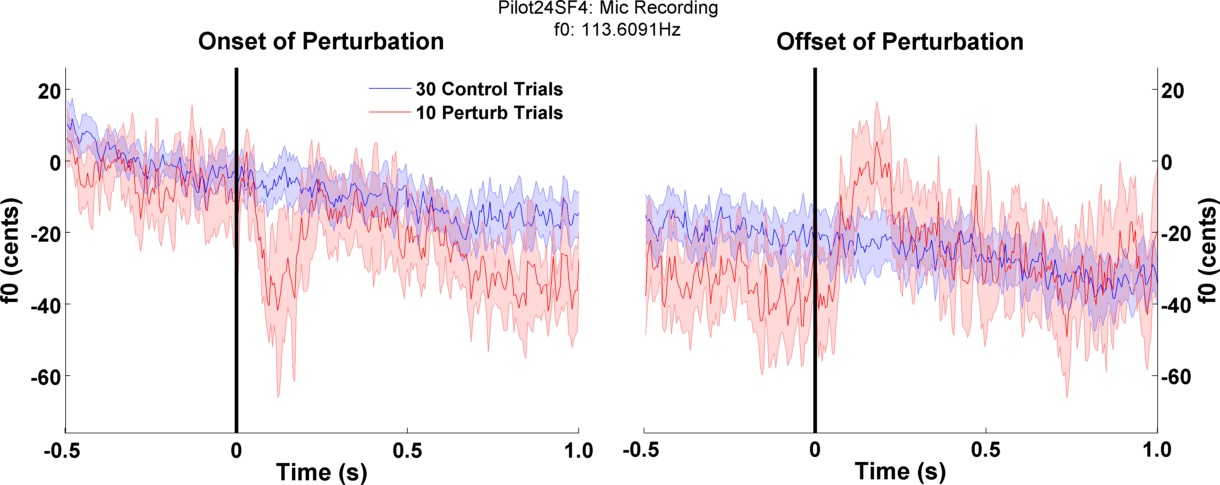 Pilot24SF4: Mic Recording
f0: 113.6091Hz
Onset of Perturbation
Offset of Perturbation
30 Control Trials
10 Perturb Trials
20
0
-20
-40
-60
f0 (cents)
-0.5
0
0.5
1.0
Time (s)
-0.5
0
0.5
1.0
Time (s)
20
0
-20
-40
-60
f0 (cents)